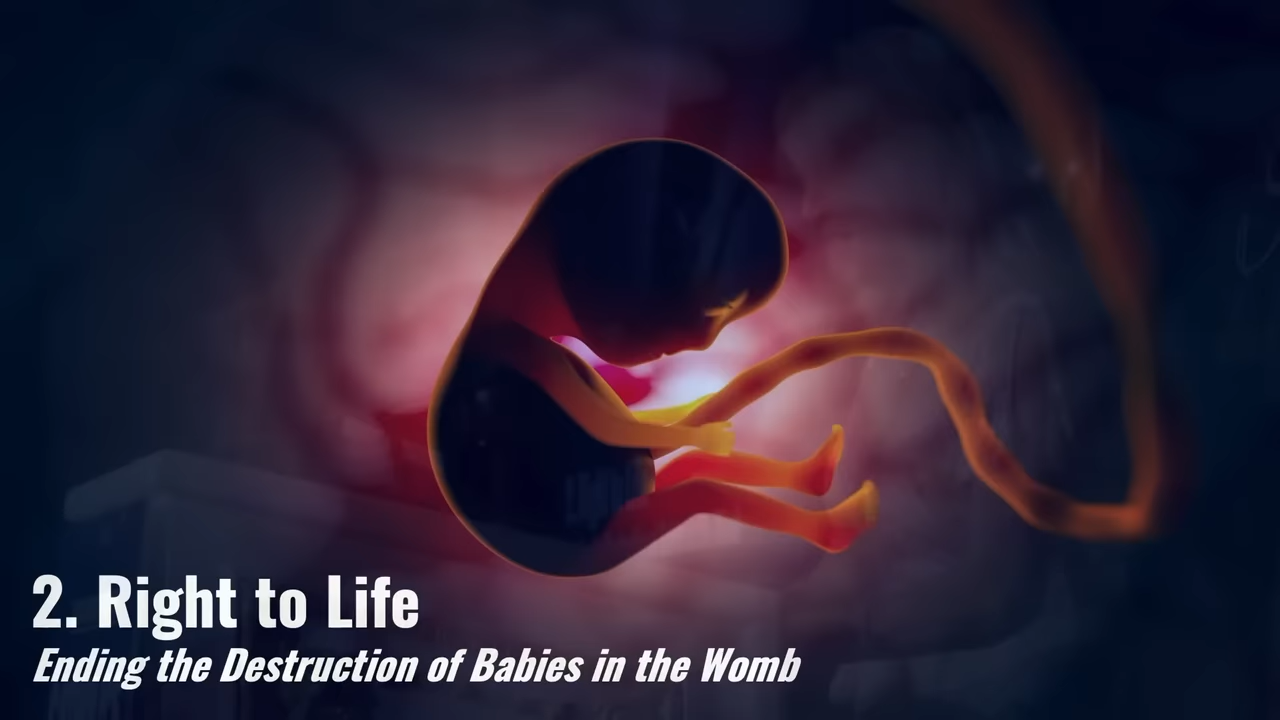 2. Right to Life
Ending the Destruction of Babies in the Womb